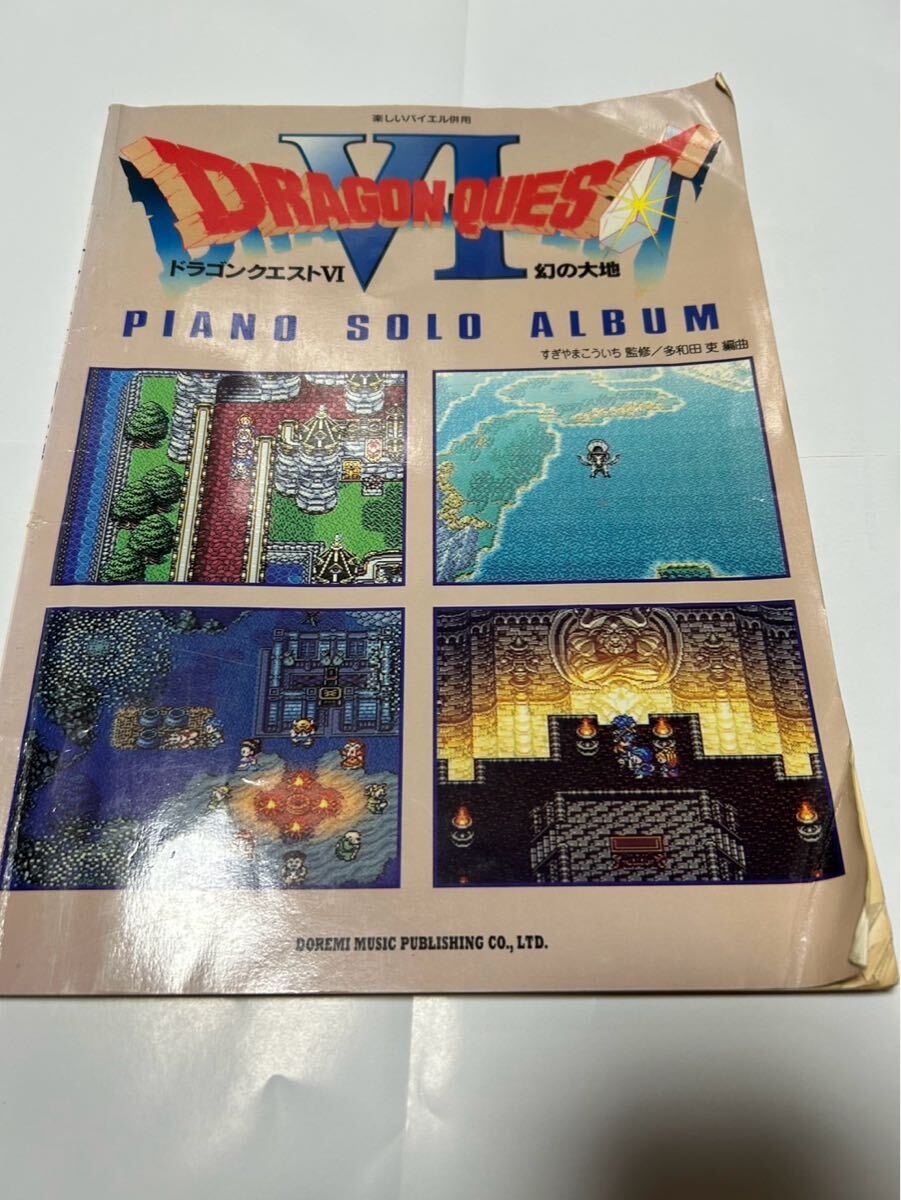 楽しいバイエル併用
VI
DRAGON QUEST
ドラゴンクエストVI 幻の大地
PIANO SOLO ALBUM
すぎやまこういち 監修／多和田 吏 編曲
DOREMI MUSIC PUBLISHING CO., LTD.